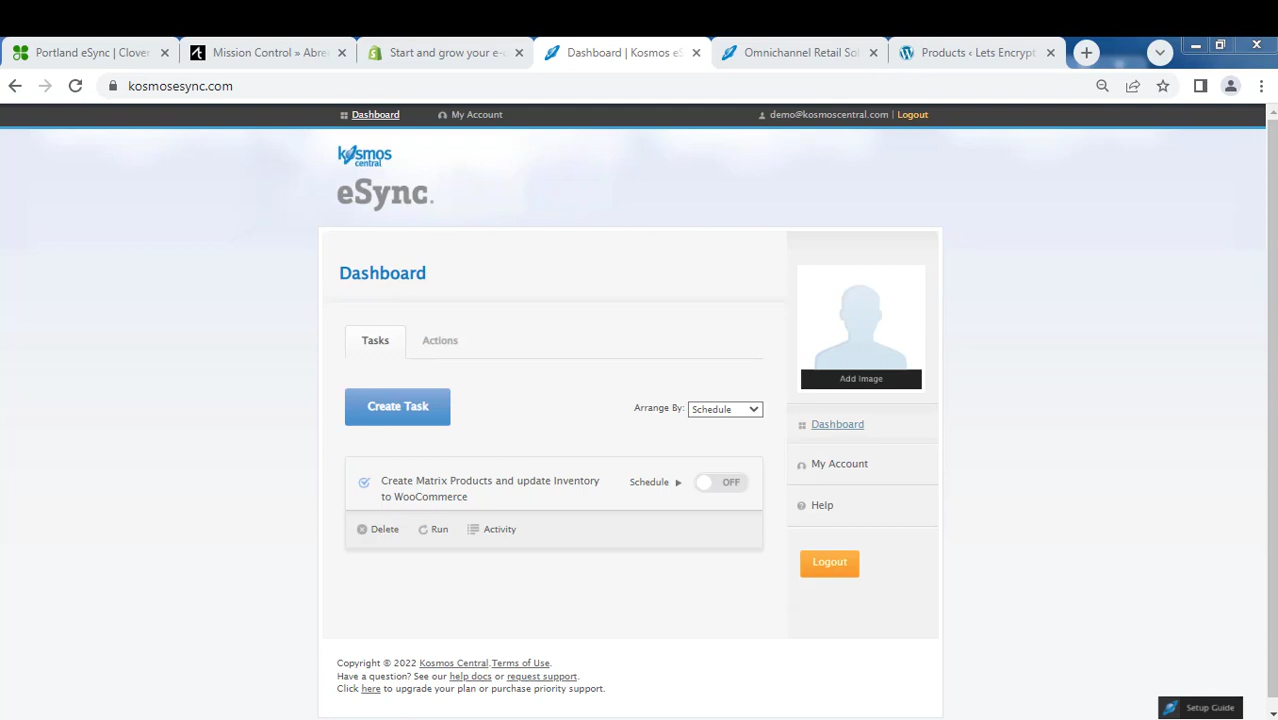 Portland eSync | Clover
Mission Control » Abre
Start and grow your e-c
Dashboard | Kosmos eS
Omnichannel Retail Sol
Products ‹ Lets Encrypt
kosmosesync.com
Dashboard
My Account
demo@kosmoscentral.com | Logout
kosmos
central
eSync.
Dashboard
Tasks
Actions
Add Image
Create Task
Arrange By: Schedule
Dashboard
My Account
Create Matrix Products and update Inventory
to WooCommerce
Schedule
OFF
Help
Delete
Run
Activity
Logout
Copyright © 2022 Kosmos Central.Terms of Use.
Have a question? See our help docs or request support.
Click here to upgrade your plan or purchase priority support.
Setup Guide